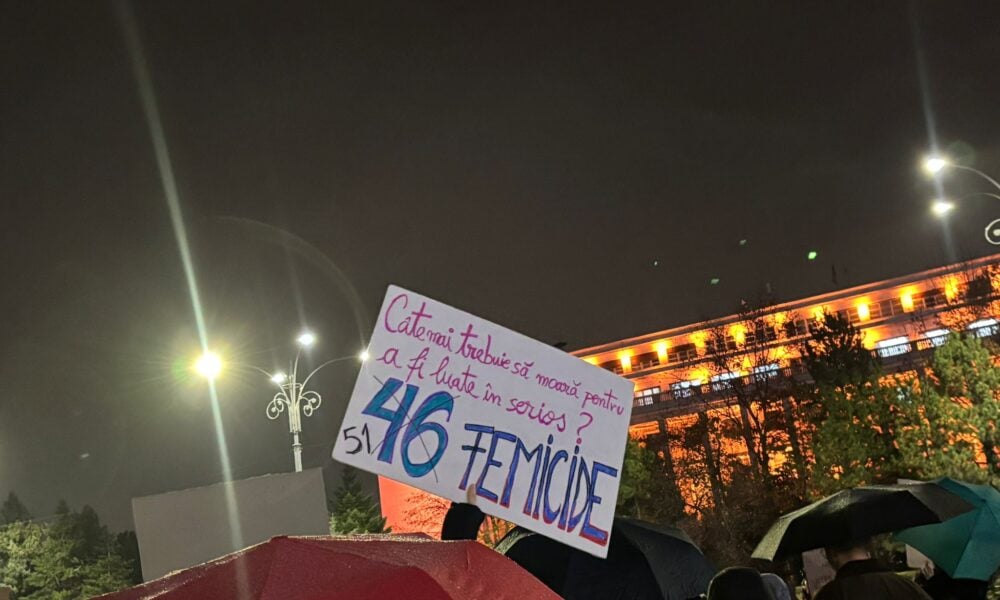 Câte mai trebuie să moară pentru
a fi luate în serios?
51 46 FEMICIDE